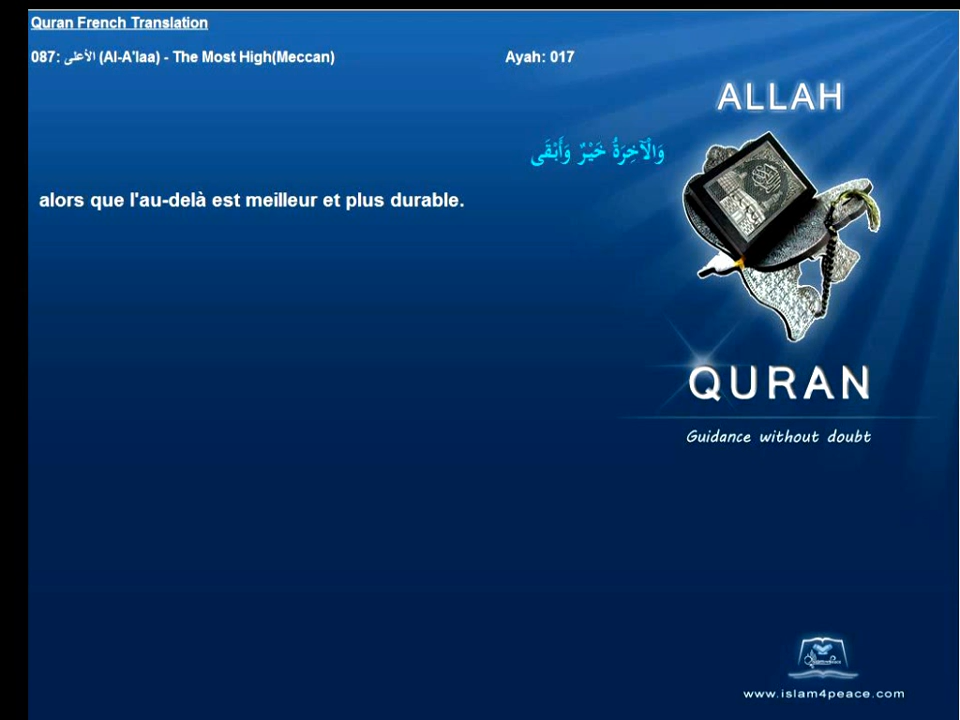 Quran French Translation
087: الأعلى (Al-A'laa) - The Most High(Meccan) Ayah: 017
ALLAH
وَالْآخِرَةُ خَيْرٌ وَأَبْقَى
alors que l'au-delà est meilleur et plus durable.
QURAN
Guidance without doubt
www.islam4peace.com